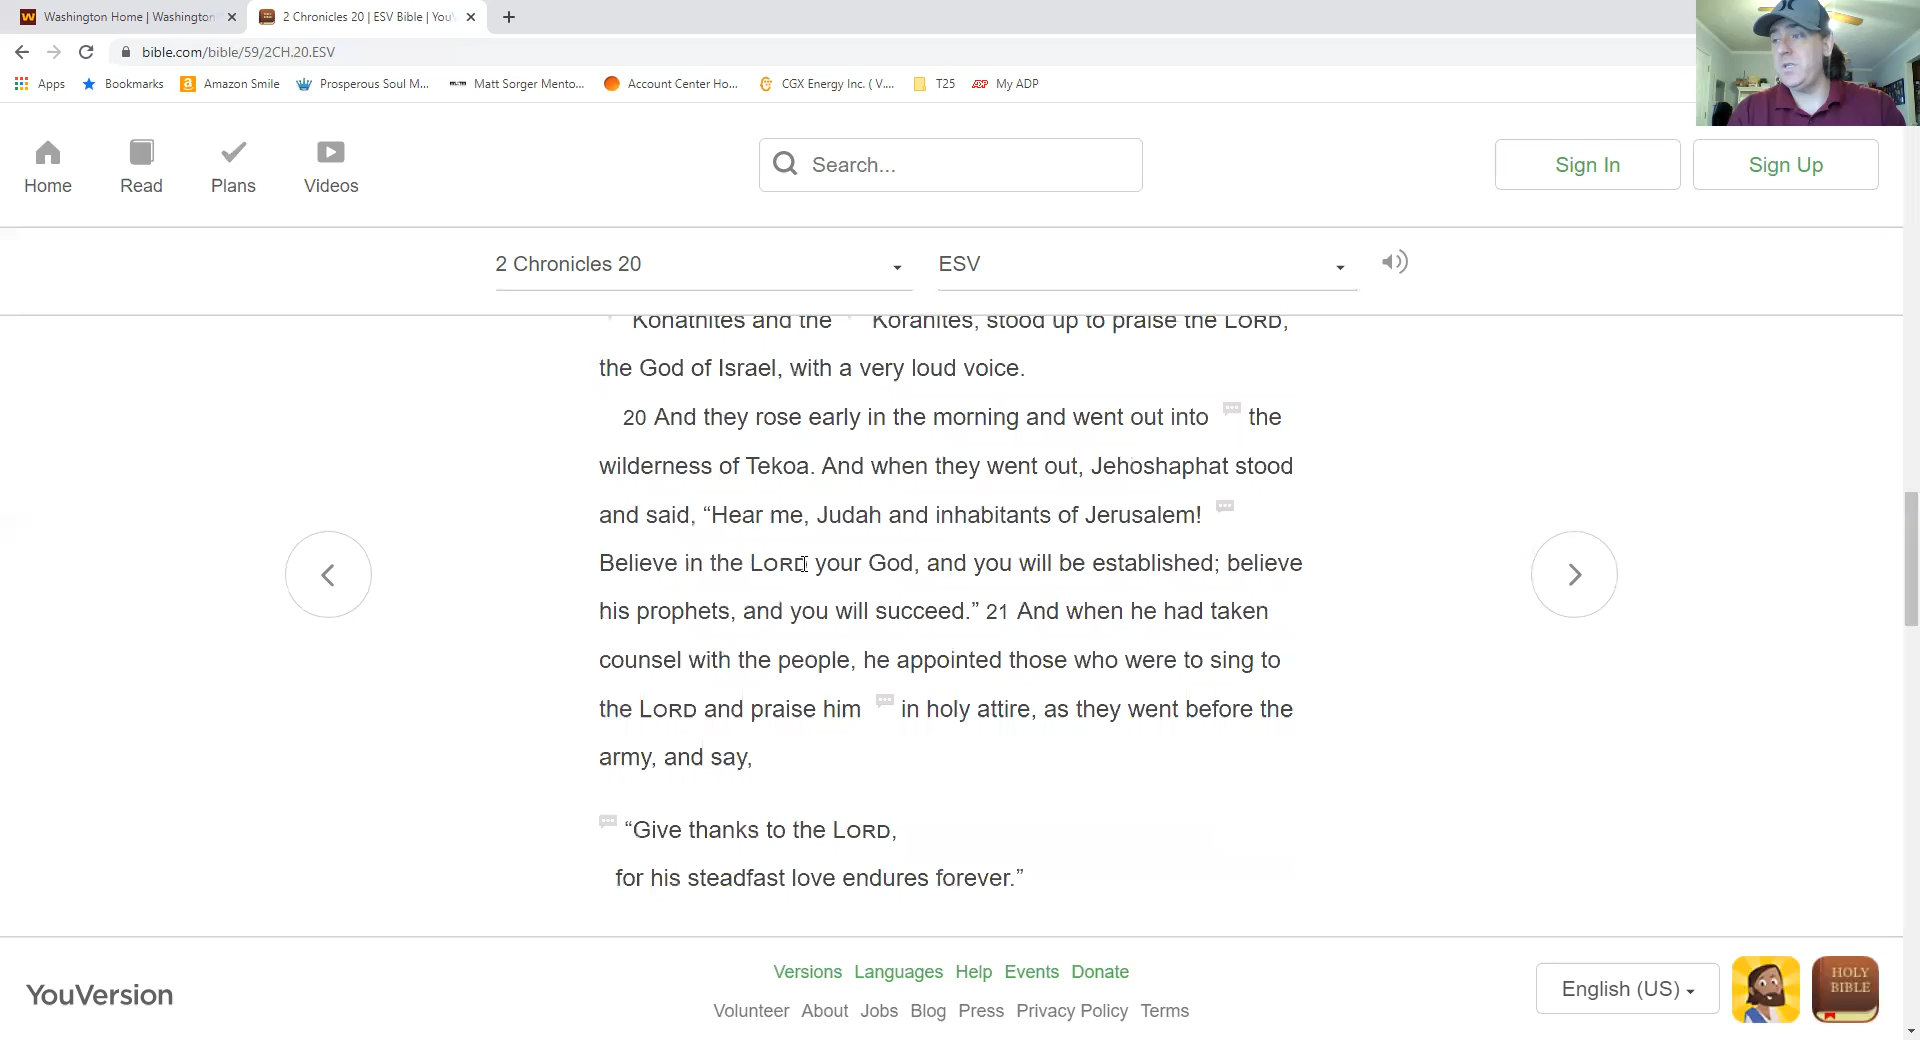 Washington Home | Washington
2 Chronicles 20 | ESV Bible | You
bible.com/bible/59/2CH.20.ESV
Apps Bookmarks Amazon Smile Prosperous Soul M... Matt Sorger Mento... Account Center Ho... CGX Energy Inc. ( V.... T25 My ADP
Home Read Plans Videos
Search...
Sign In Sign Up
2 Chronicles 20 ESV
Kohathites and the Korahites, stood up to praise the LORD,
the God of Israel, with a very loud voice.
20 And they rose early in the morning and went out into the
wilderness of Tekoa. And when they went out, Jehoshaphat stood
and said, “Hear me, Judah and inhabitants of Jerusalem!
Believe in the LORD your God, and you will be established; believe
his prophets, and you will succeed.” 21 And when he had taken
counsel with the people, he appointed those who were to sing to
the LORD and praise him in holy attire, as they went before the
army, and say,
“Give thanks to the LORD,
for his steadfast love endures forever.”
Versions Languages Help Events Donate
YouVersion
English (US)
HOLY
BIBLE
Volunteer About Jobs Blog Press Privacy Policy Terms